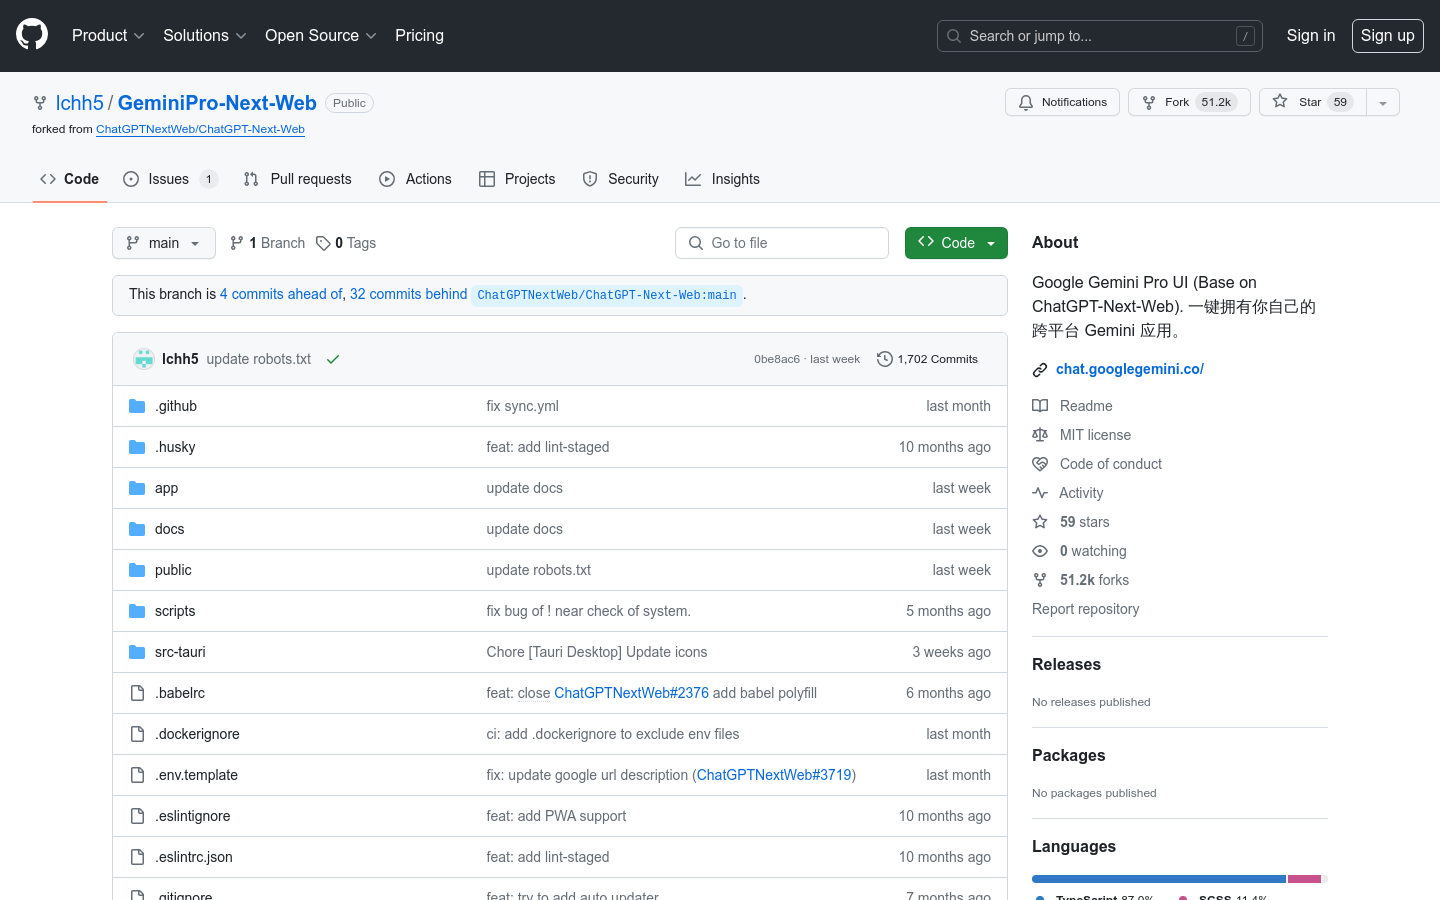 Product Solutions Open Source Pricing Search or jump to... / Sign in Sign up
lchh5 / GeminiPro-Next-Web Public Notifications Fork 51.2k Star 59
forked from ChatGPTNextWeb/ChatGPT-Next-Web
Code Issues 1 Pull requests Actions Projects Security Insights
main 1 Branch 0 Tags Go to file Code
This branch is 4 commits ahead of, 32 commits behind ChatGPTNextWeb/ChatGPT-Next-Web:main.
lchh5 update robots.txt 0be8ac6 · last week 1,702 Commits
.github fix sync.yml last month
.husky feat: add lint-staged 10 months ago
app update docs last week
docs update docs last week
public update robots.txt last week
scripts fix bug of ! near check of system. 5 months ago
src-tauri Chore [Tauri Desktop] Update icons 3 weeks ago
.babelrc feat: close ChatGPTNextWeb#2376 add babel polyfill 6 months ago
.dockerignore ci: add .dockerignore to exclude env files last month
.env.template fix: update google url description (ChatGPTNextWeb#3719) last month
.eslintignore feat: add PWA support 10 months ago
.eslintrc.json feat: add lint-staged 10 months ago
.gitignore feat: try to add auto updater 7 months ago
About
Google Gemini Pro UI (Base on
ChatGPT-Next-Web). 一键拥有你自己的
跨平台 Gemini 应用。
chat.googlegemini.co/
Readme
MIT license
Code of conduct
Activity
59 stars
0 watching
51.2k forks
Report repository
Releases
No releases published
Packages
No packages published
Languages
TypeScript 87.0% SCSS 11.4%